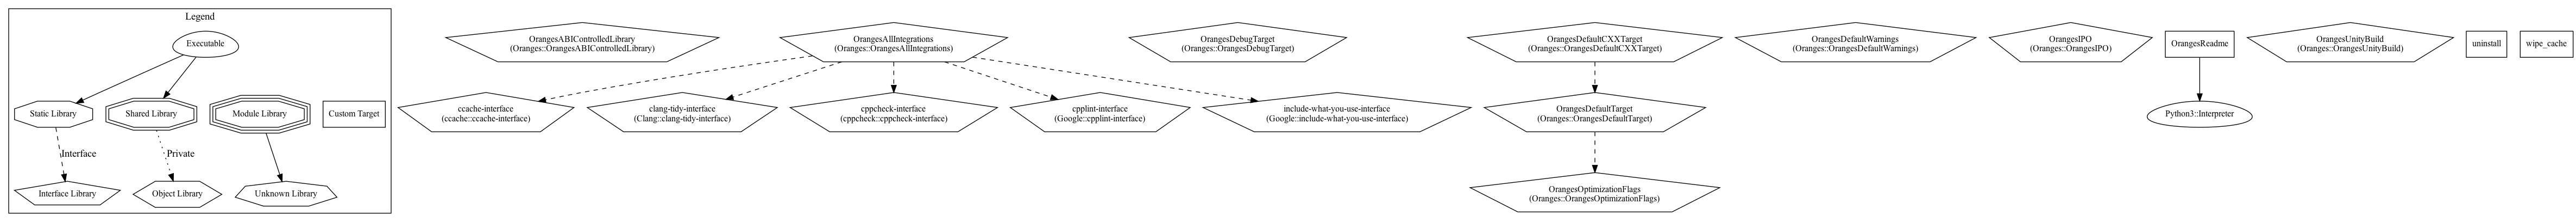 Legend
Executable
Static Library
Shared Library
Module Library
Custom Target
Interface
Private
Interface Library
Object Library
Unknown Library
OrangesABIControlledLibrary
(Oranges::OrangesABIControlledLibrary)
OrangesAllIntegrations
(Oranges::OrangesAllIntegrations)
OrangesDebugTarget
(Oranges::OrangesDebugTarget)
OrangesDefaultCXXTarget
(Oranges::OrangesDefaultCXXTarget)
OrangesDefaultWarnings
(Oranges::OrangesDefaultWarnings)
OrangesIPO
(Oranges::OrangesIPO)
OrangesReadme
OrangesUnityBuild
(Oranges::OrangesUnityBuild)
uninstall
wipe_cache
ccache-interface
(ccache::ccache-interface)
clang-tidy-interface
(Clang::clang-tidy-interface)
cppcheck-interface
(cppcheck::cppcheck-interface)
cpplint-interface
(Google::cpplint-interface)
include-what-you-use-interface
(Google::include-what-you-use-interface)
OrangesDefaultTarget
(Oranges::OrangesDefaultTarget)
Python3::Interpreter
OrangesOptimizationFlags
(Oranges::OrangesOptimizationFlags)